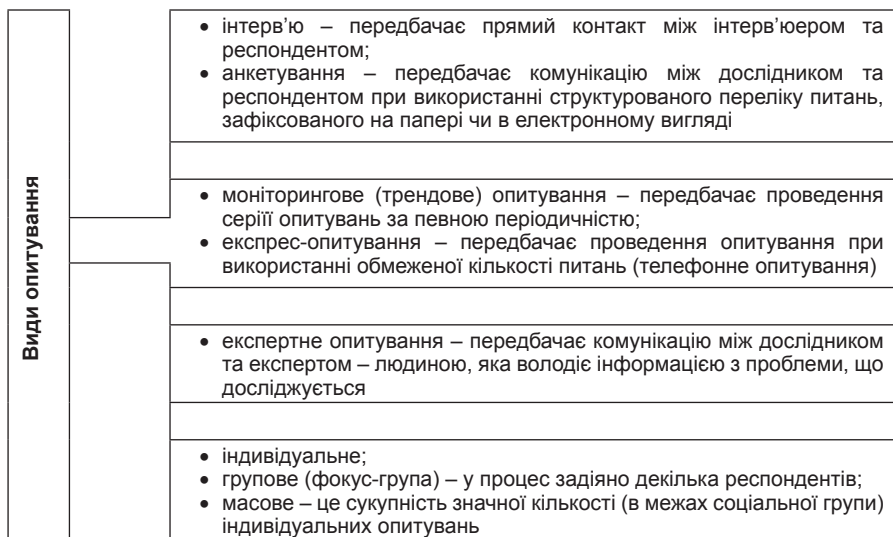 Види опитування
• інтерв'ю – передбачає прямий контакт між інтерв'юером та
респондентом;
• анкетування – передбачає комунікацію між дослідником та
респондентом при використанні структурованого переліку питань,
зафіксованого на папері чи в електронному вигляді
• моніторингове (трендове) опитування – передбачає проведення
серіїї опитувань за певною періодичністю;
• експрес-опитування – передбачає проведення опитування при
використанні обмеженої кількості питань (телефонне опитування)
• експертне опитування – передбачає комунікацію між дослідником
та експертом – людиною, яка володіє інформацією з проблеми, що
досліджується
• індивідуальне;
• групове (фокус-група) – у процес задіяно декілька респондентів;
• масове – це сукупність значної кількості (в межах соціальної групи)
індивідуальних опитувань